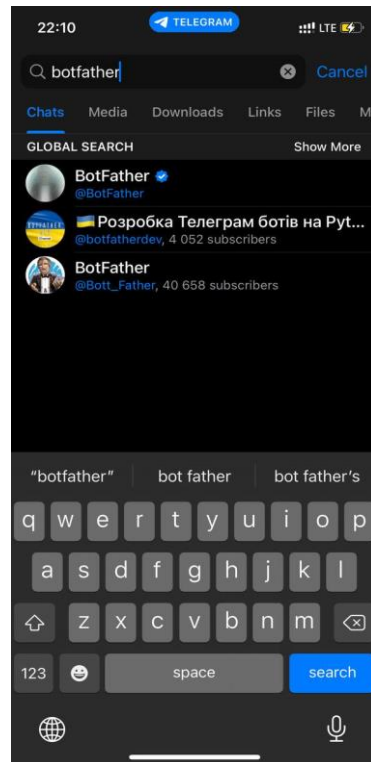 22:10
TELEGRAM
LTE
botfather
Cancel
Chats Media Downloads Links Files M
GLOBAL SEARCH Show More
BotFather
@BotFather
🇺🇦Розробка Телеграм ботів на Pyt...
@botfatherdev, 4 052 subscribers
BotFather
@Bott_Father, 40 658 subscribers
“botfather” bot father bot father's
q w e r t y u i o p
a s d f g h j k l
z x c v b n m
123 space search